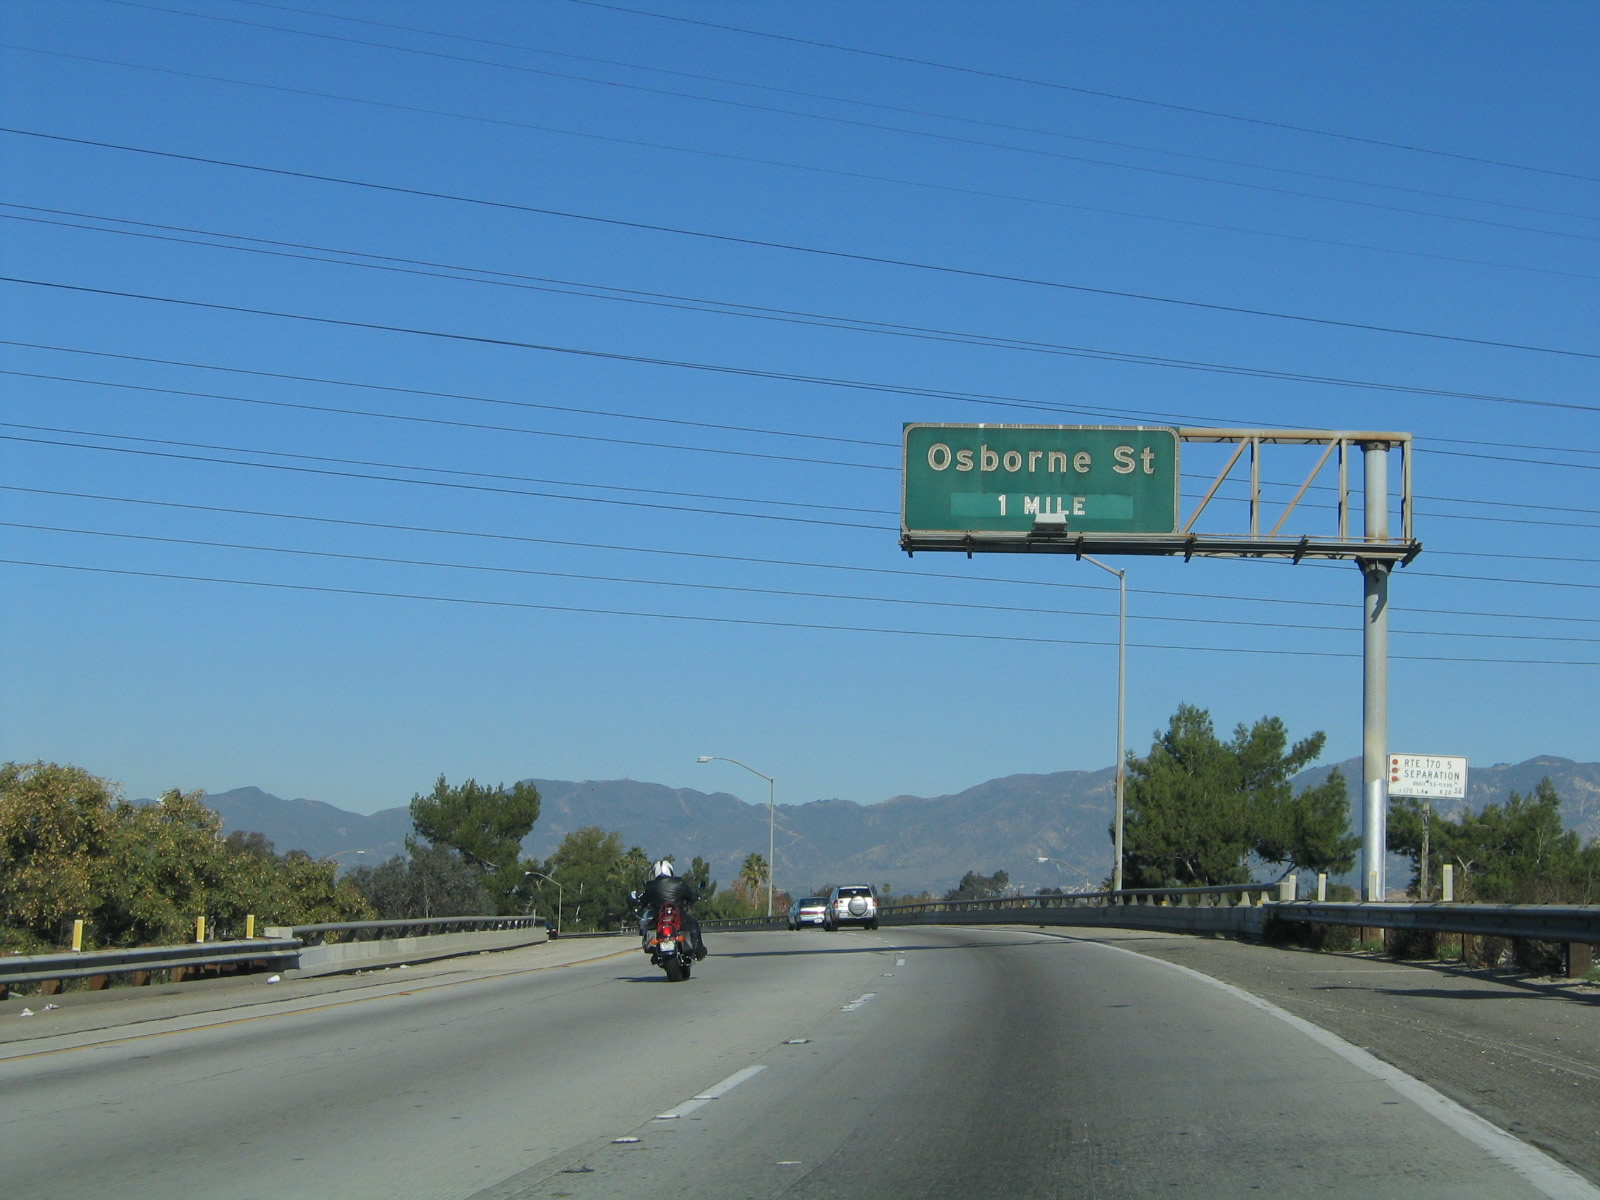 Osborne St
1 MILE
RTE 170 5
SEPARATION